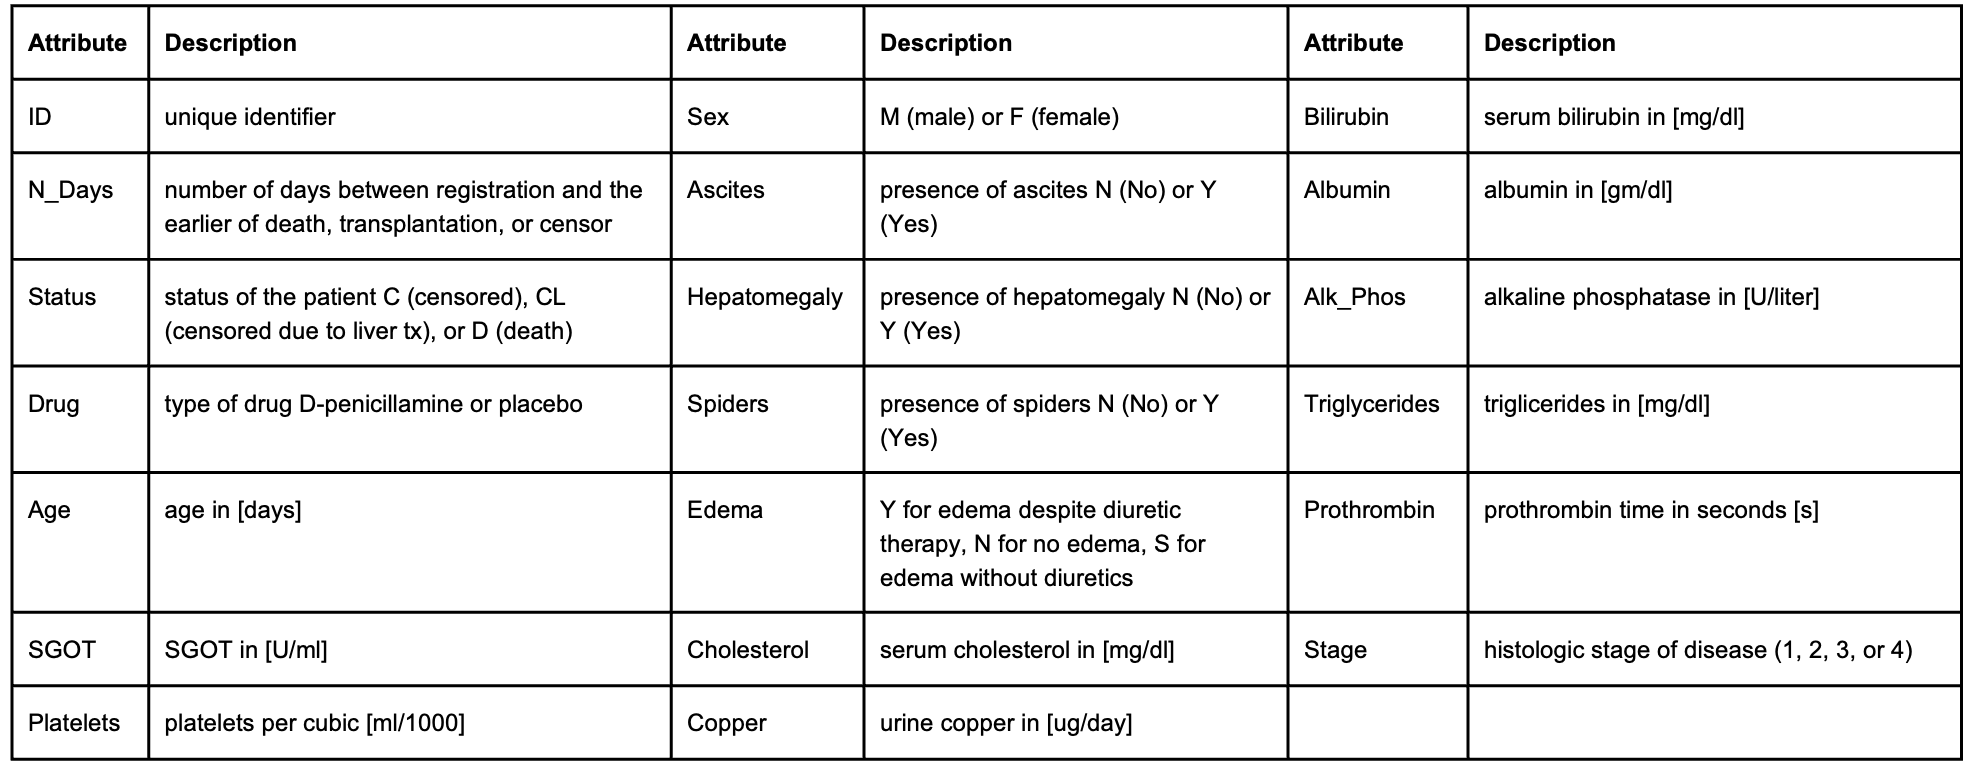 Attribute Description Attribute Description Attribute Description
ID unique identifier Sex M (male) or F (female) Bilirubin serum bilirubin in [mg/dl]
N_Days number of days between registration and the Ascites presence of ascites N (No) or Y Albumin albumin in [gm/dl]
earlier of death, transplantation, or censor (Yes)
Status status of the patient C (censored), CL Hepatomegaly presence of hepatomegaly N (No) or Alk_Phos alkaline phosphatase in [U/liter]
(censored due to liver tx), or D (death) Y (Yes)
Drug type of drug D-penicillamine or placebo Spiders presence of spiders N (No) or Y Triglycerides triglicerides in [mg/dl]
(Yes)
Age age in [days] Edema Y for edema despite diuretic Prothrombin prothrombin time in seconds [s]
therapy, N for no edema, S for
edema without diuretics
SGOT SGOT in [U/ml] Cholesterol serum cholesterol in [mg/dl] Stage histologic stage of disease (1, 2, 3, or 4)
Platelets platelets per cubic [ml/1000] Copper urine copper in [ug/day]